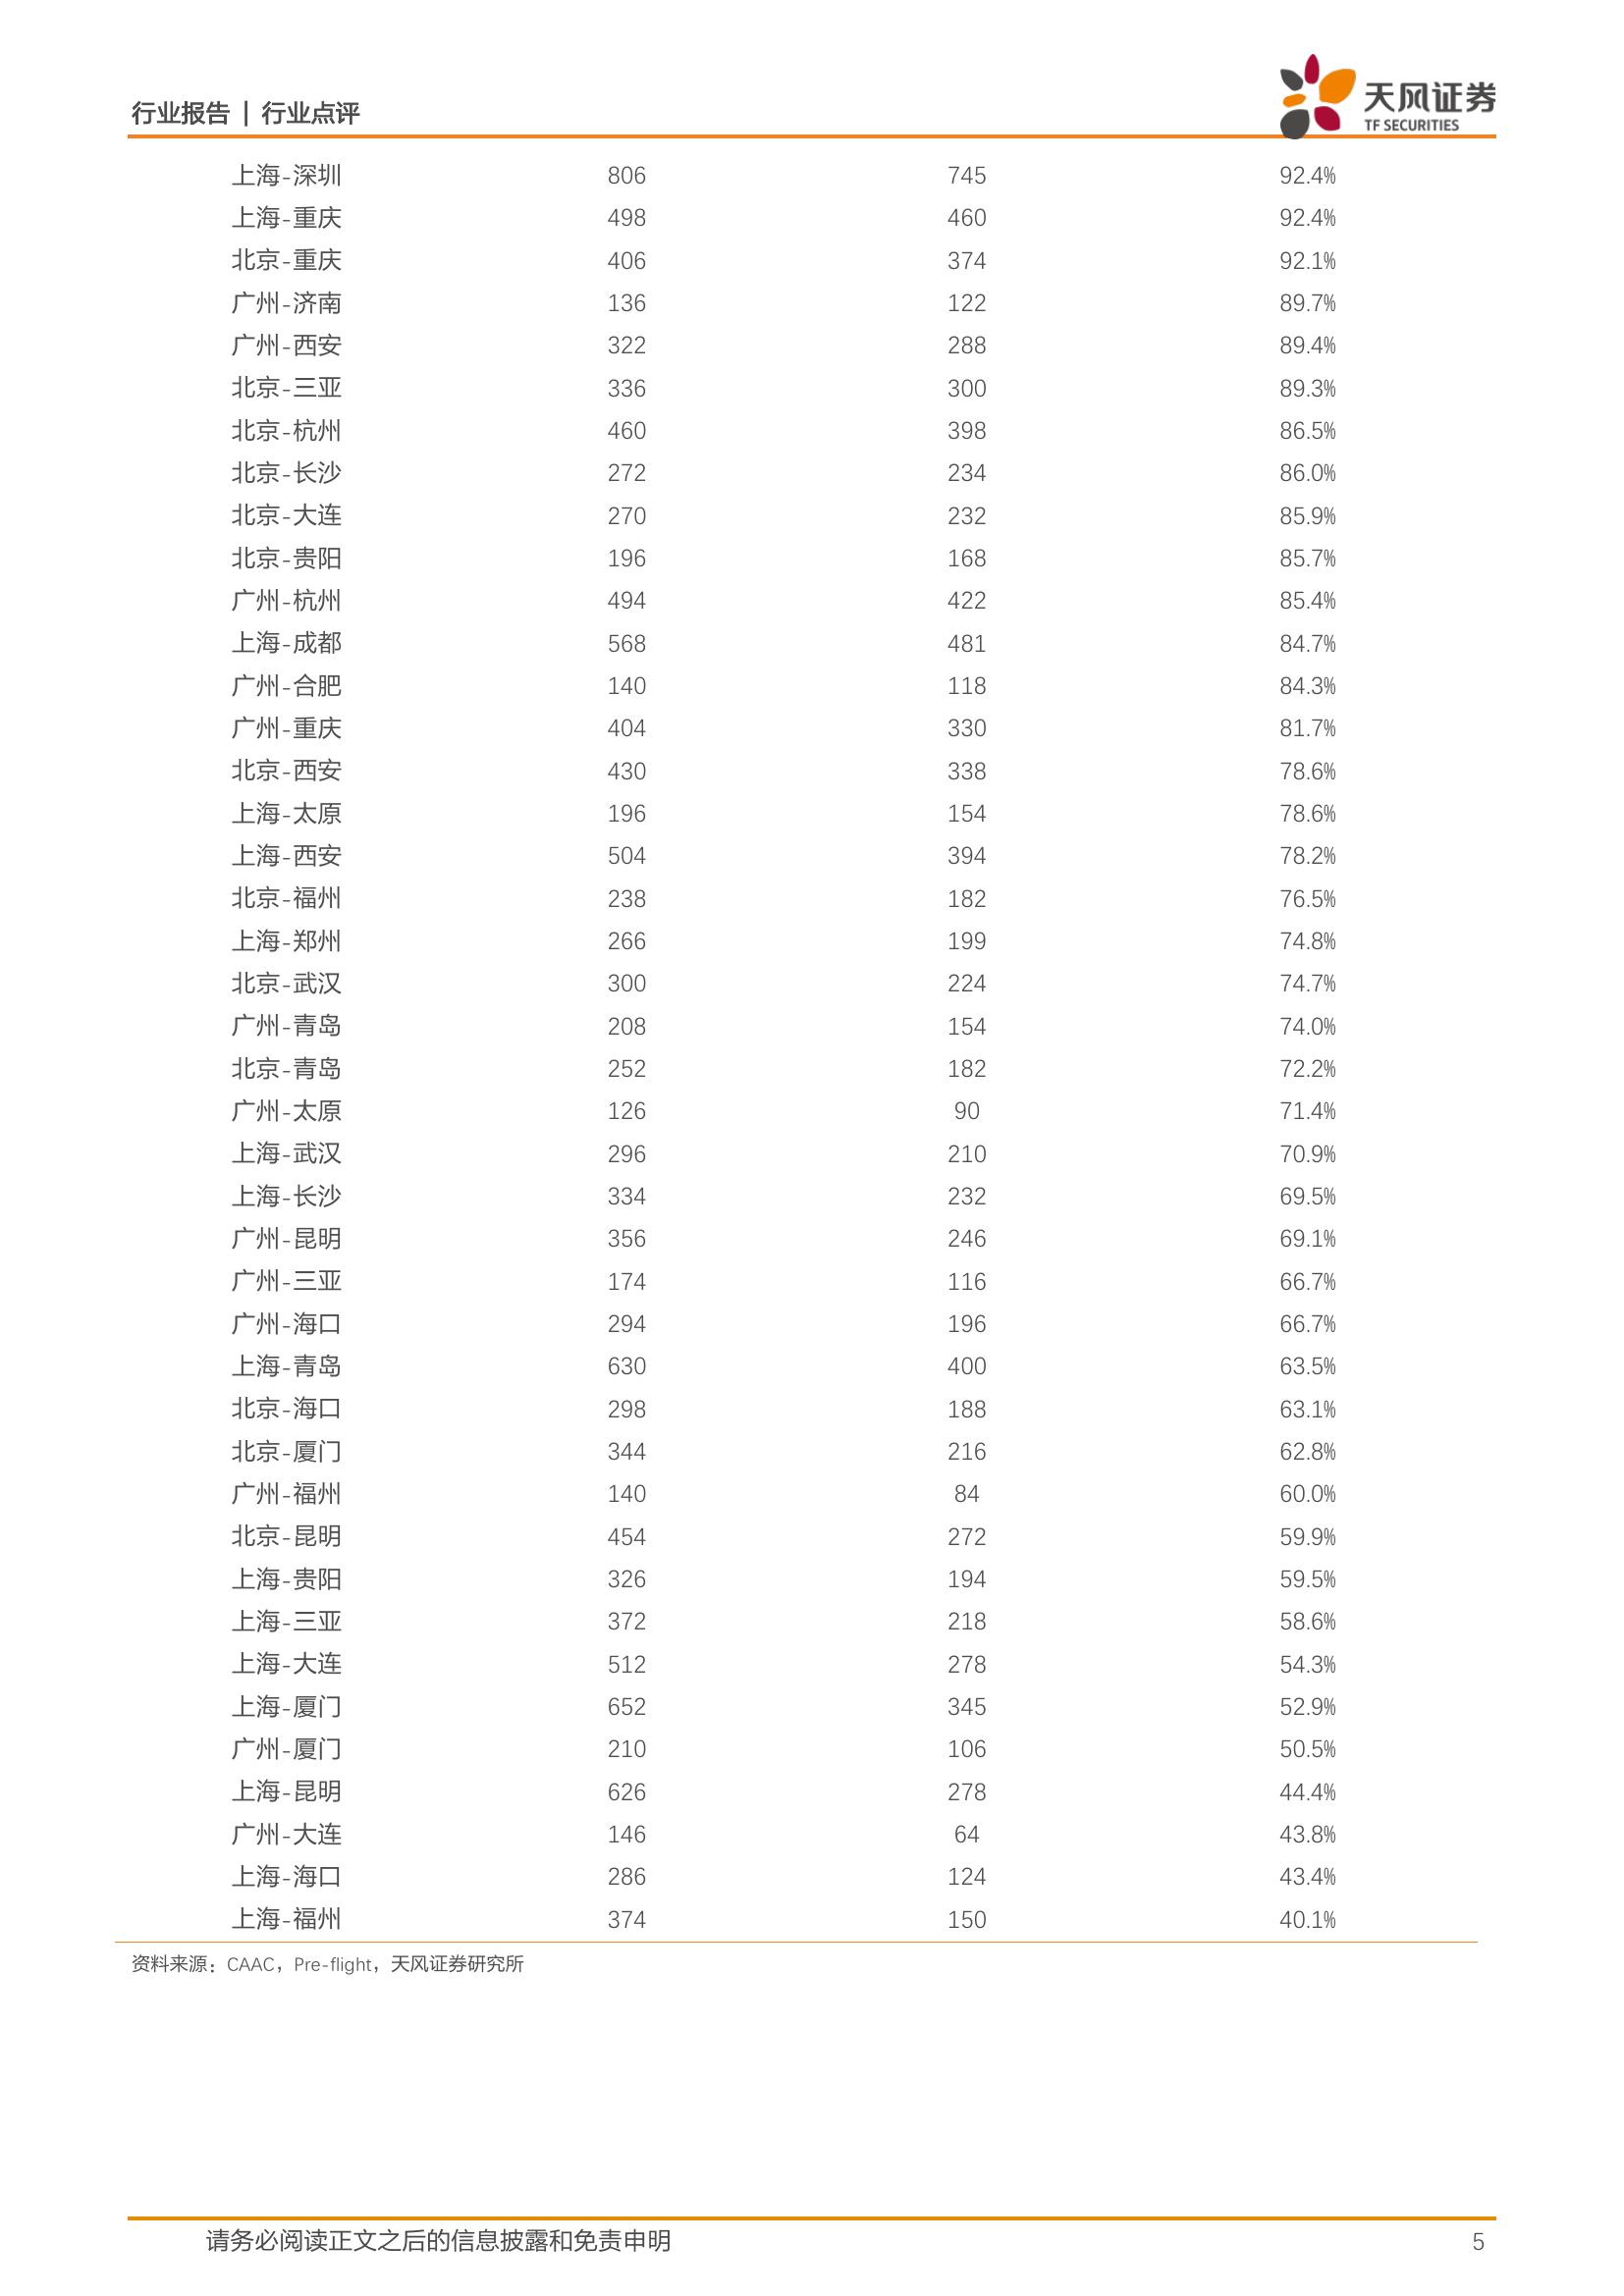 行业报告 | 行业点评
天风证券
TF SECURITIES
上海-深圳 806 745 92.4%
上海-重庆 498 460 92.4%
北京-重庆 406 374 92.1%
广州-济南 136 122 89.7%
广州-西安 322 288 89.4%
北京-三亚 336 300 89.3%
北京-杭州 460 398 86.5%
北京-长沙 272 234 86.0%
北京-大连 270 232 85.9%
北京-贵阳 196 168 85.7%
广州-杭州 494 422 85.4%
上海-成都 568 481 84.7%
广州-合肥 140 118 84.3%
广州-重庆 404 330 81.7%
北京-西安 430 338 78.6%
上海-太原 196 154 78.6%
上海-西安 504 394 78.2%
北京-福州 238 182 76.5%
上海-郑州 266 199 74.8%
北京-武汉 300 224 74.7%
广州-青岛 208 154 74.0%
北京-青岛 252 182 72.2%
广州-太原 126 90 71.4%
上海-武汉 296 210 70.9%
上海-长沙 334 232 69.5%
广州-昆明 356 246 69.1%
广州-三亚 174 116 66.7%
广州-海口 294 196 66.7%
上海-青岛 630 400 63.5%
北京-海口 298 188 63.1%
北京-厦门 344 216 62.8%
广州-福州 140 84 60.0%
北京-昆明 454 272 59.9%
上海-贵阳 326 194 59.5%
上海-三亚 372 218 58.6%
上海-大连 512 278 54.3%
上海-厦门 652 345 52.9%
广州-厦门 210 106 50.5%
上海-昆明 626 278 44.4%
广州-大连 146 64 43.8%
上海-海口 286 124 43.4%
上海-福州 374 150 40.1%
资料来源：CAAC，Pre-flight，天风证券研究所
请务必阅读正文之后的信息披露和免责申明 5